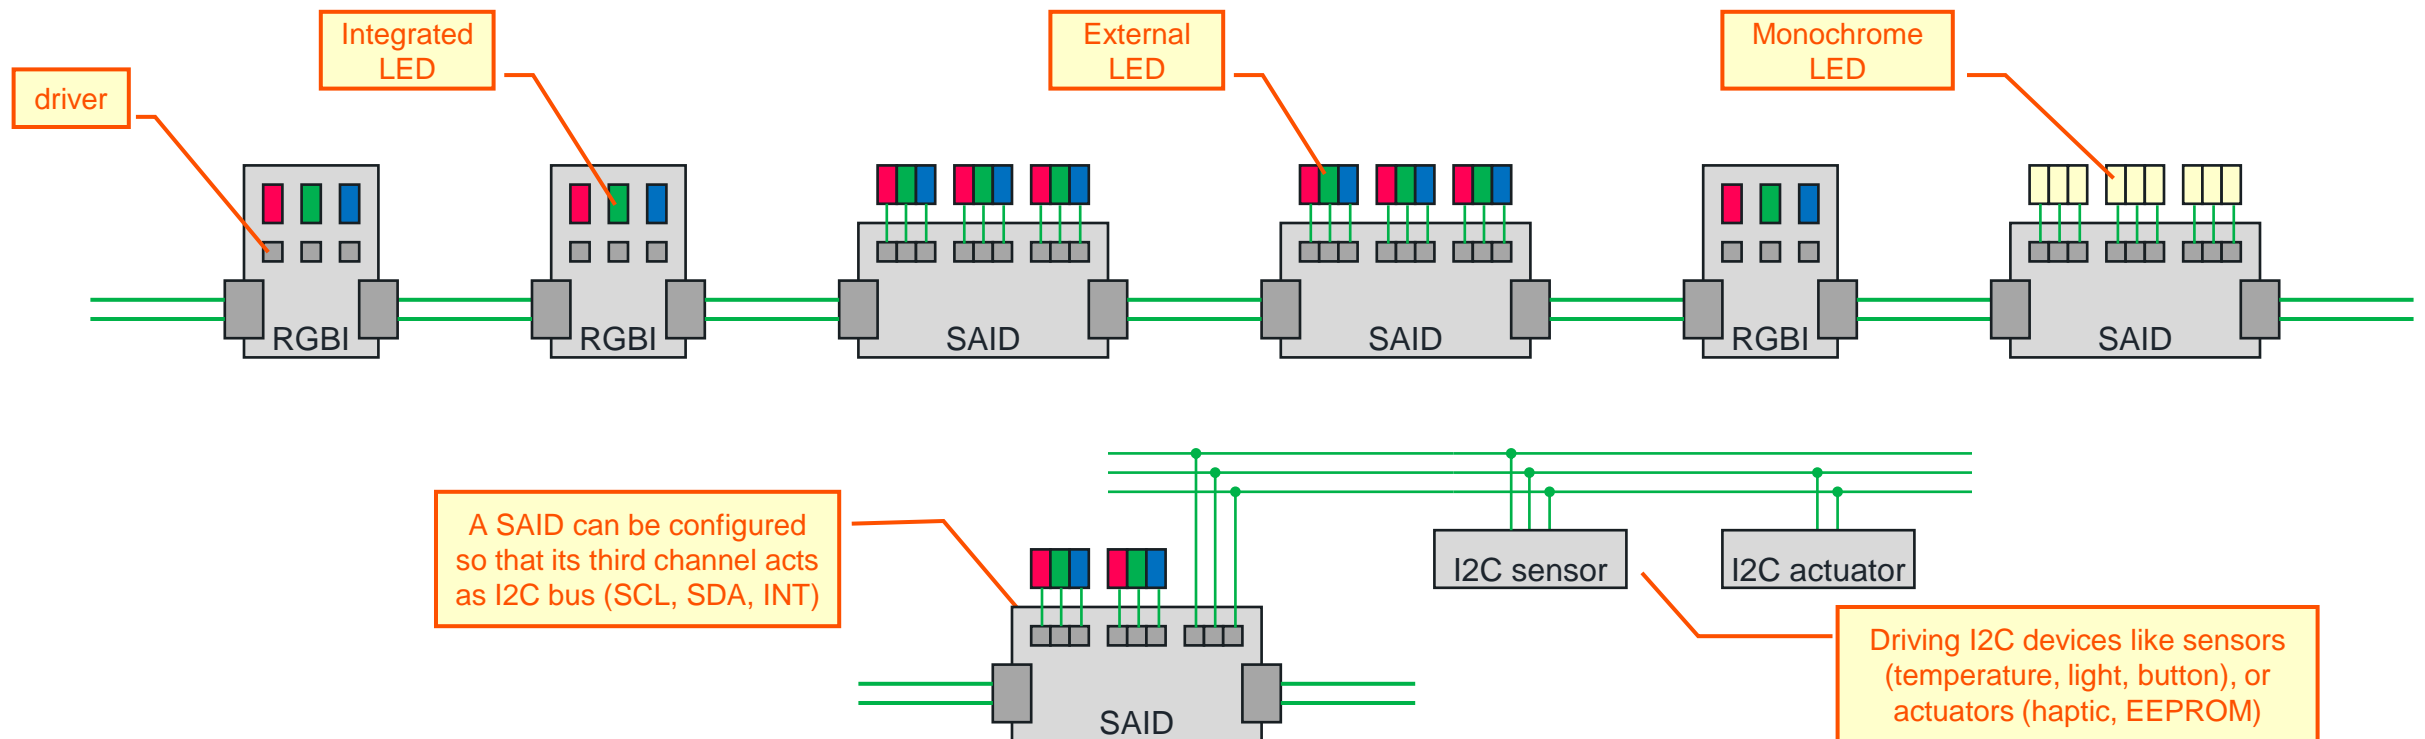 Integrated
LED
External
LED
Monochrome
LED
driver
RGBI
RGBI
SAID
SAID
RGBI
SAID
A SAID can be configured
so that its third channel acts
as I2C bus (SCL, SDA, INT)
I2C sensor
I2C actuator
Driving I2C devices like sensors
(temperature, light, button), or
actuators (haptic, EEPROM)
SAID